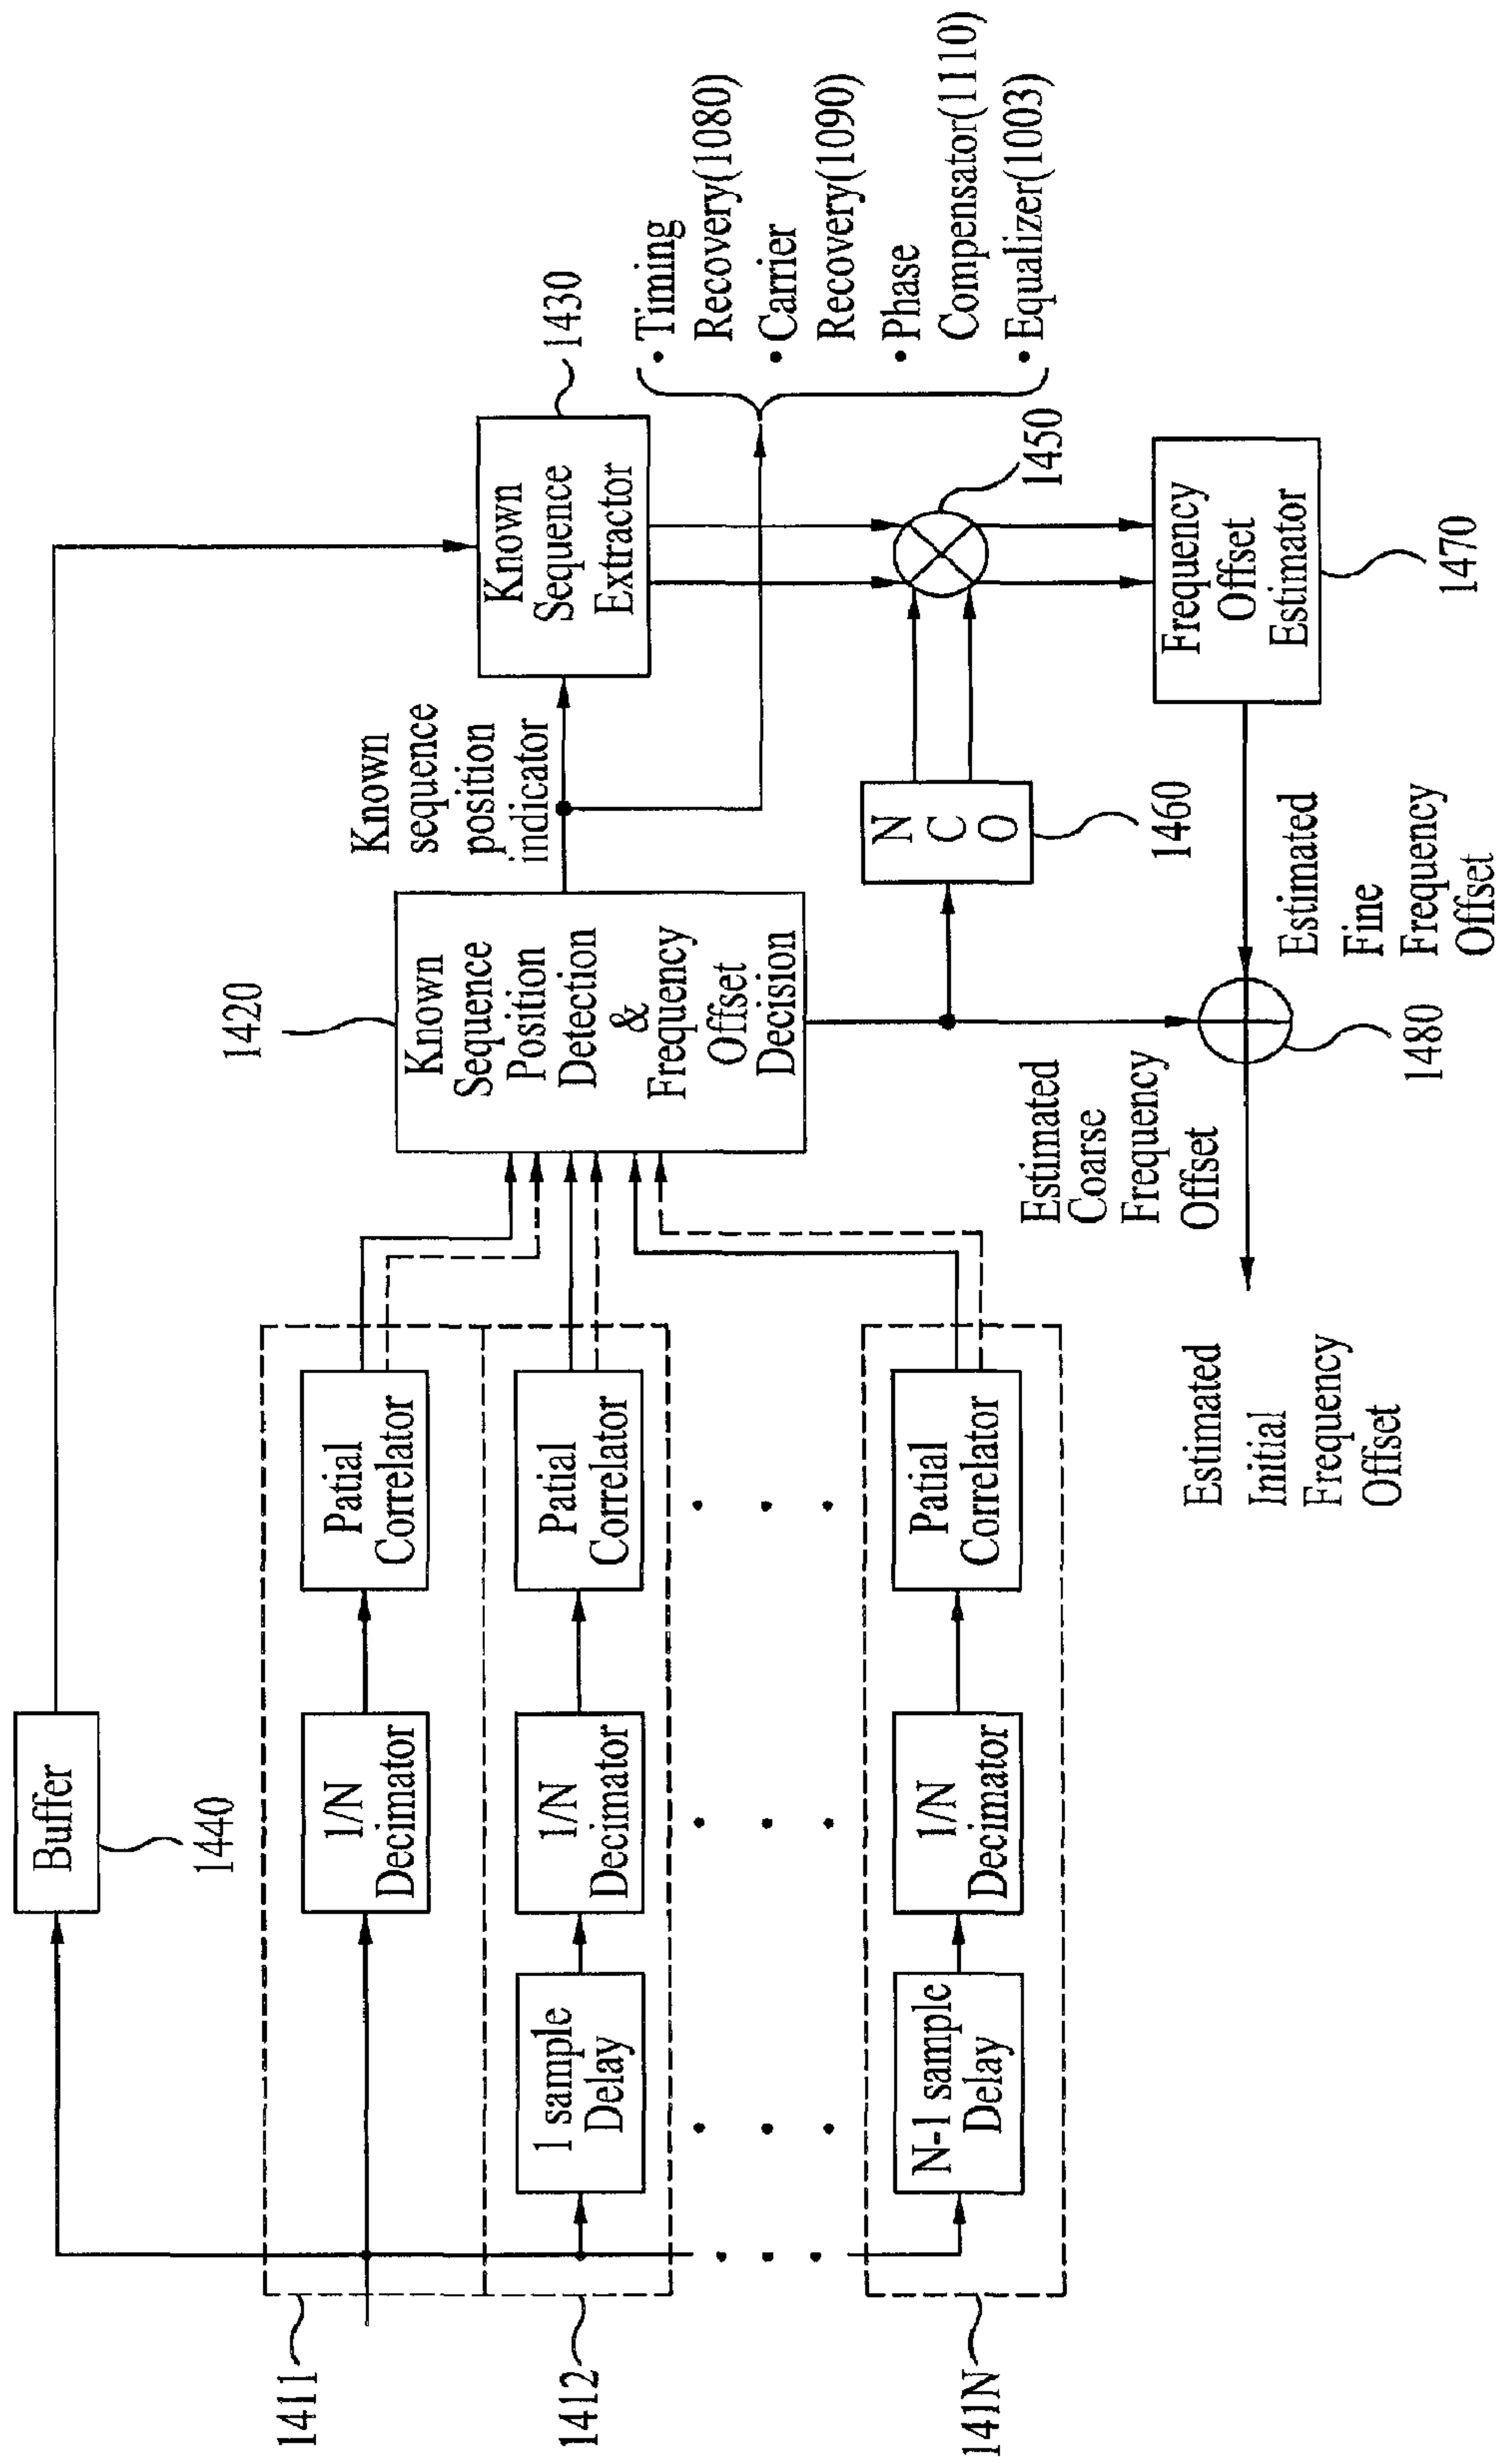 Buffer
1440
1411
1/N
Decimator
Patial
Correlator
1412
1 sample
Delay
1/N
Decimator
Patial
Correlator
141N
N-1 sample
Delay
1/N
Decimator
Patial
Correlator
1420
Known
Sequence
Position
Detection
&
Frequency
Offset
Decision
Known
sequence
position
indicator
Known
Sequence
Extractor
1430
• Timing
Recovery(1080)
• Carrier
Recovery(1090)
• Phase
Compensator(1110)
• Equalizer(1003)
1450
N
C
O
1460
Frequency
Offset
Estimator
1470
Estimated
Coarse
Frequency
Offset
Estimated
Fine
Frequency
Offset
1480
Estimated
Initial
Frequency
Offset